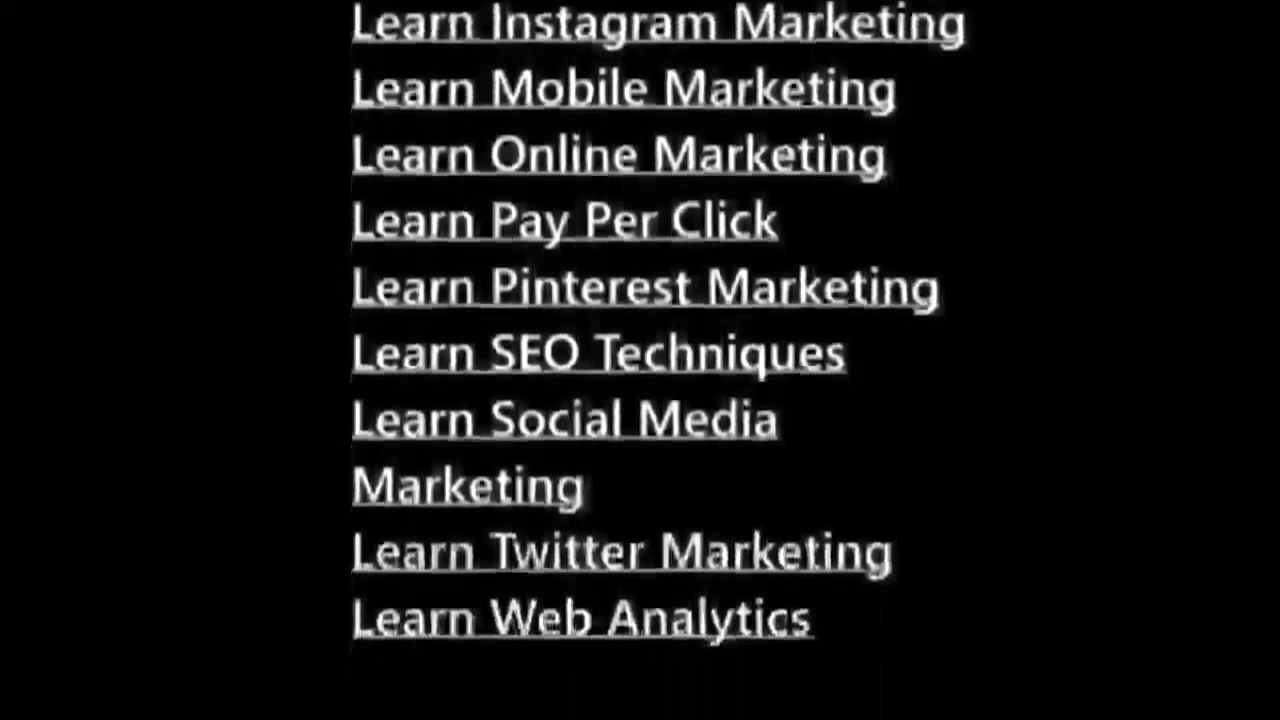 Learn Instagram Marketing
Learn Mobile Marketing
Learn Online Marketing
Learn Pay Per Click
Learn Pinterest Marketing
Learn SEO Techniques
Learn Social Media
Marketing
Learn Twitter Marketing
Learn Web Analytics